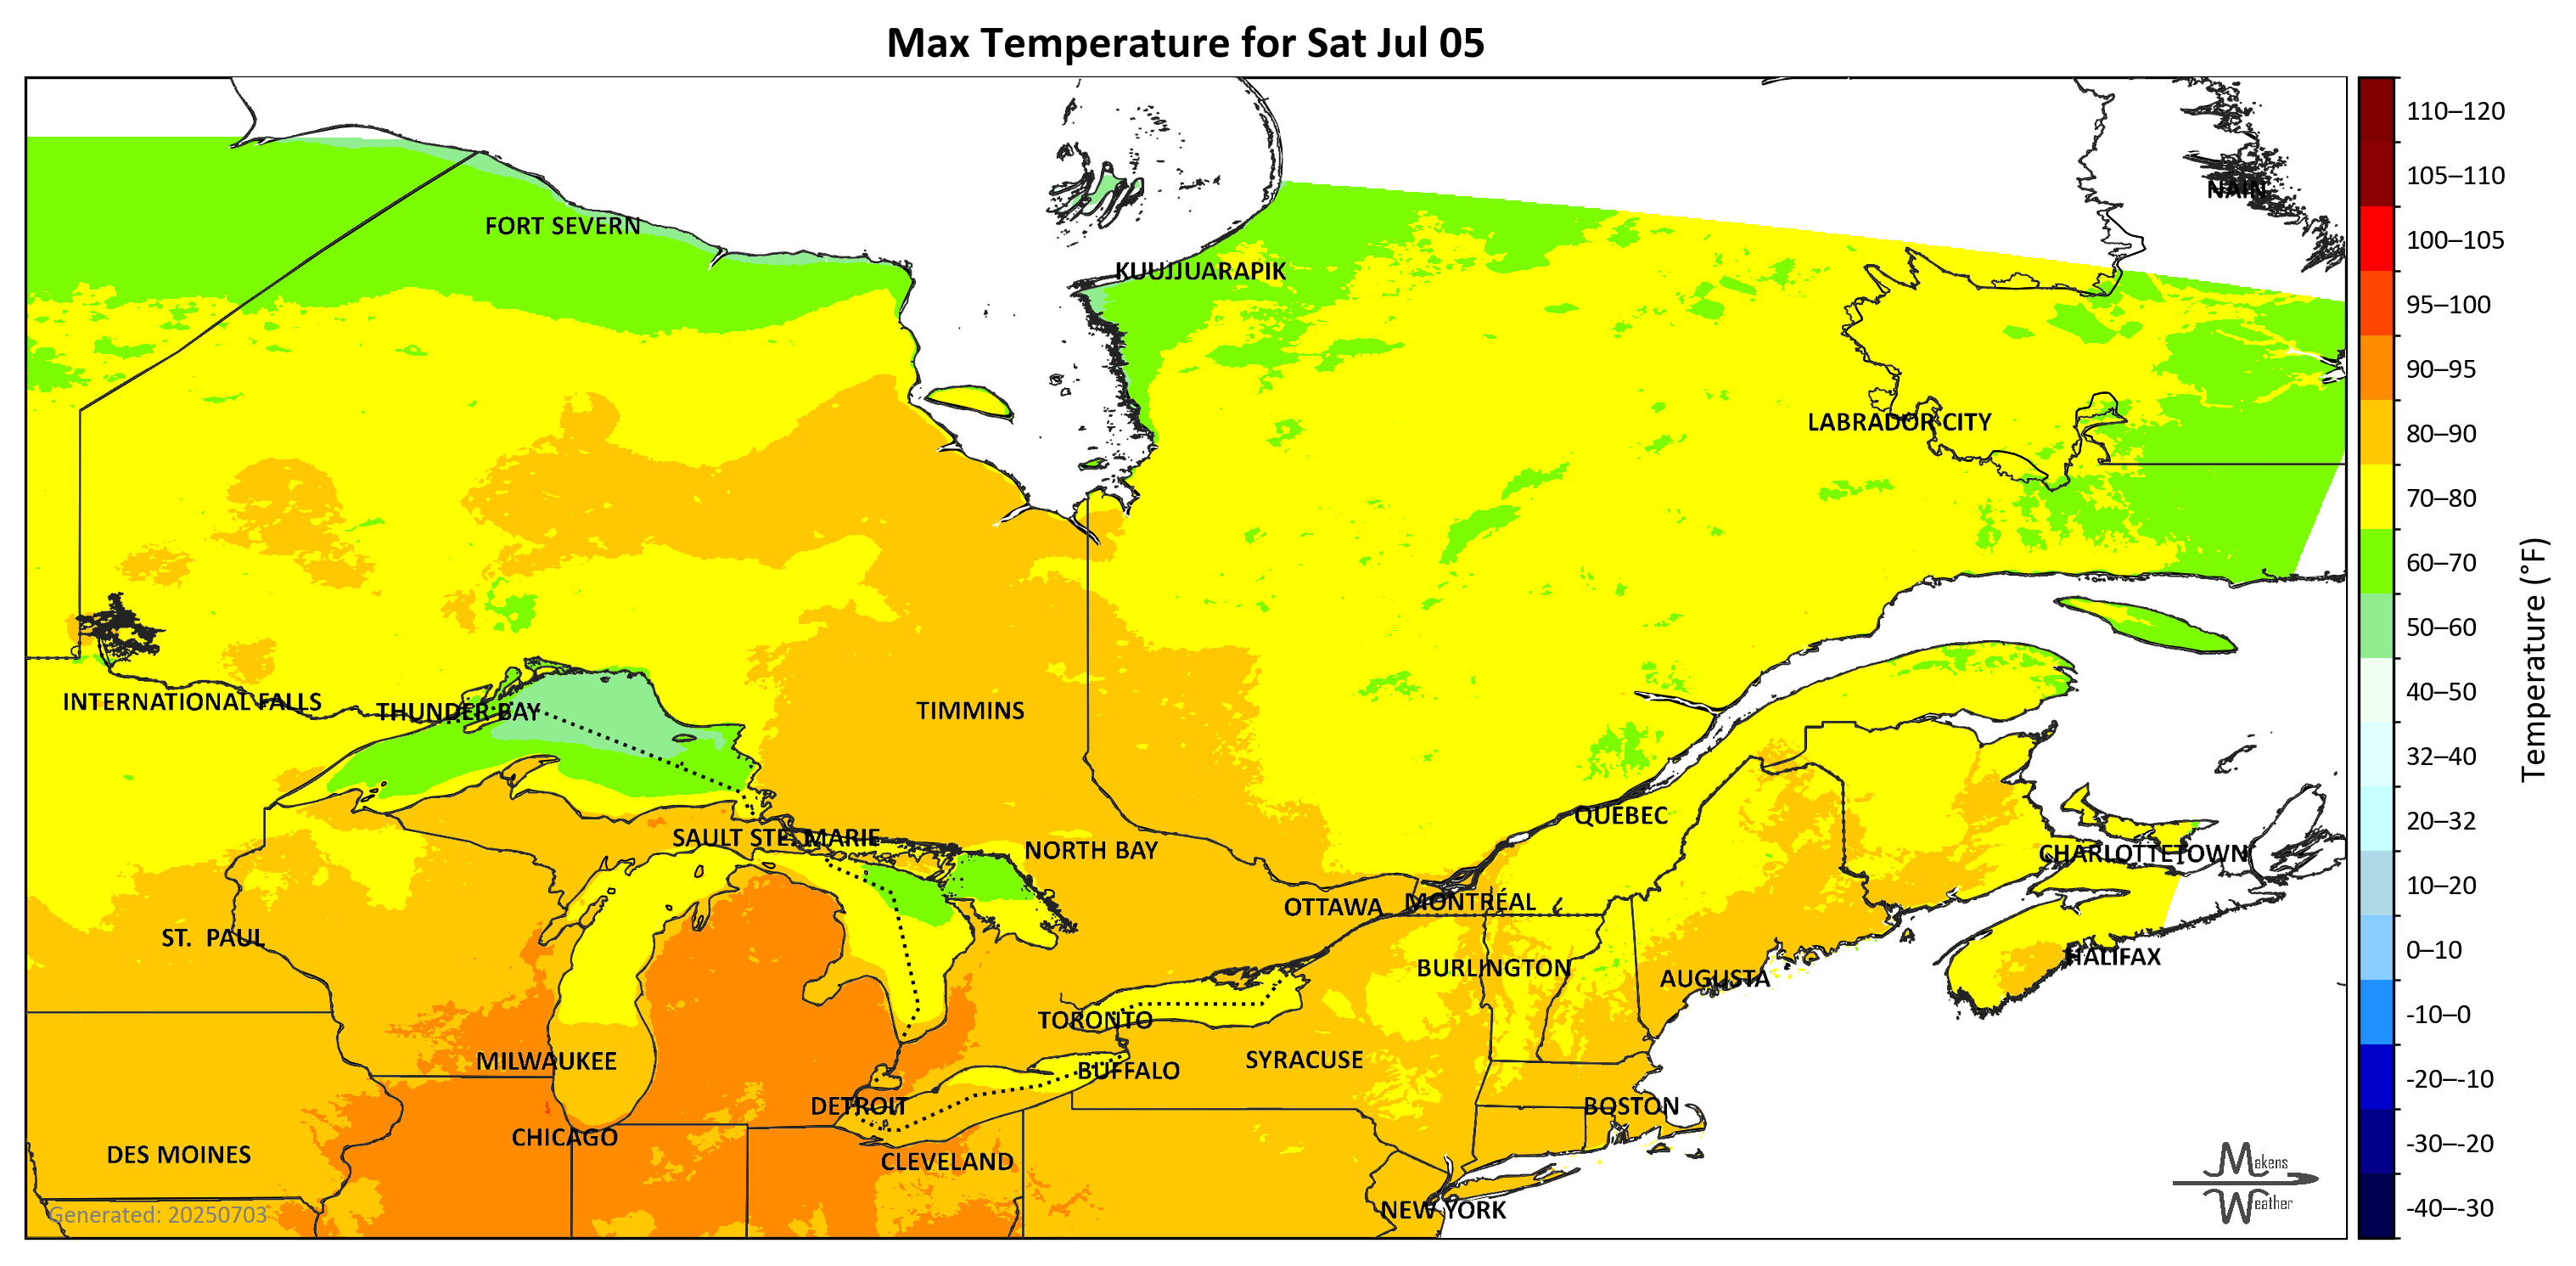 Max Temperature for Sat Jul 05
110–120
105–110
NAIN
FORT SEVERN
100–105
KUUJJUARAPIK
95–100
90–95
LABRADOR CITY
80–90
70–80
60–70
50–60
Temperature (°F)
INTERNATIONAL FALLS
THUNDER BAY
TIMMINS
40–50
32–40
QUEBEC
20–32
SAULT STE. MARIE
NORTH BAY
CHARLOTTETOWN
10–20
OTTAWA
MONTRÉAL
ST. PAUL
HALIFAX
0–10
BURLINGTON
AUGUSTA
TORONTO
-10–0
MILWAUKEE
SYRACUSE
BUFFALO
-20–-10
DETROIT
BOSTON
CHICAGO
-30–-20
DES MOINES
CLEVELAND
Makens
Weather
Generated: 20250703
NEW YORK
-40–-30